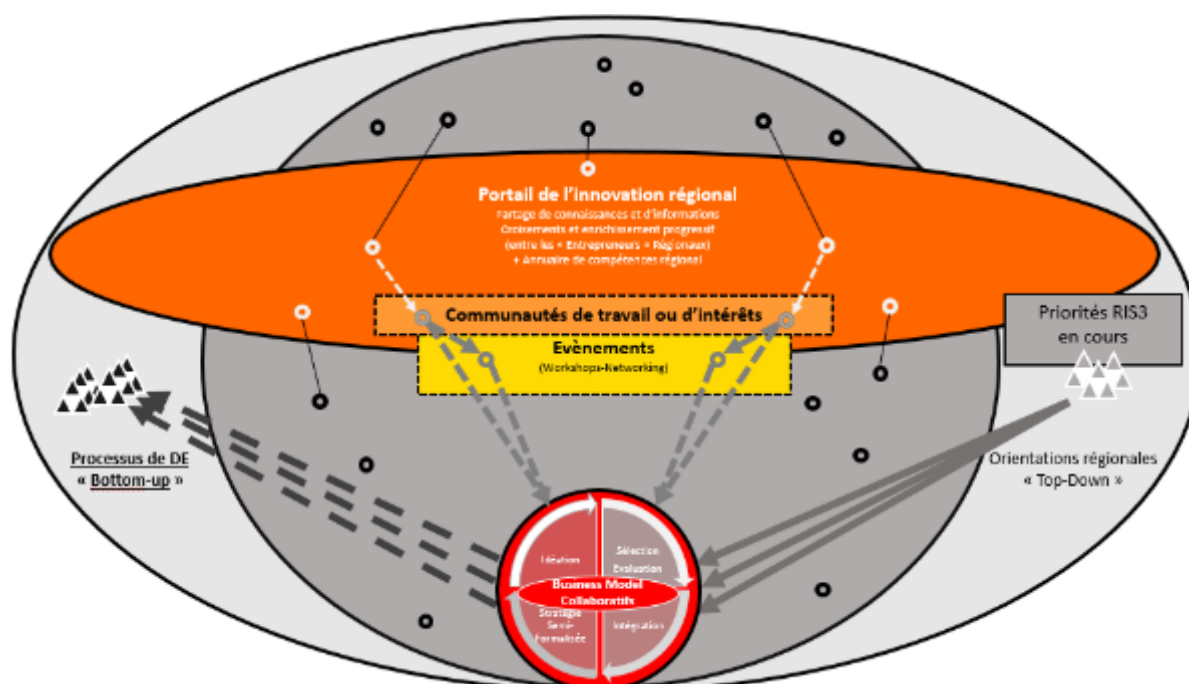 Portail de l'innovation régional
Partage de connaissances et d'informations
Croisements et enrichissement progressif
(entre les « Entrepreneurs » Régionaux)
+ Annuaire de compétences régional
Communautés de travail ou d'intérêts
Evènements
(Workshops-Networking)
Priorités RIS3
en cours
Processus de DE
« Bottom-up »
Orientations régionales
« Top-Down »
Idéation
Sélection
Evaluation
Business Model
Collaboratifs
Stratégie
Semi-
Formalisée
Intégration